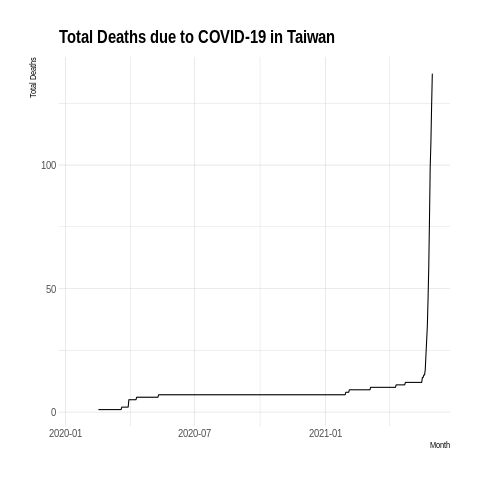 Total Deaths due to COVID-19 in Taiwan
Total Deaths
100
50
0
2020-01 2020-07 2021-01
Month